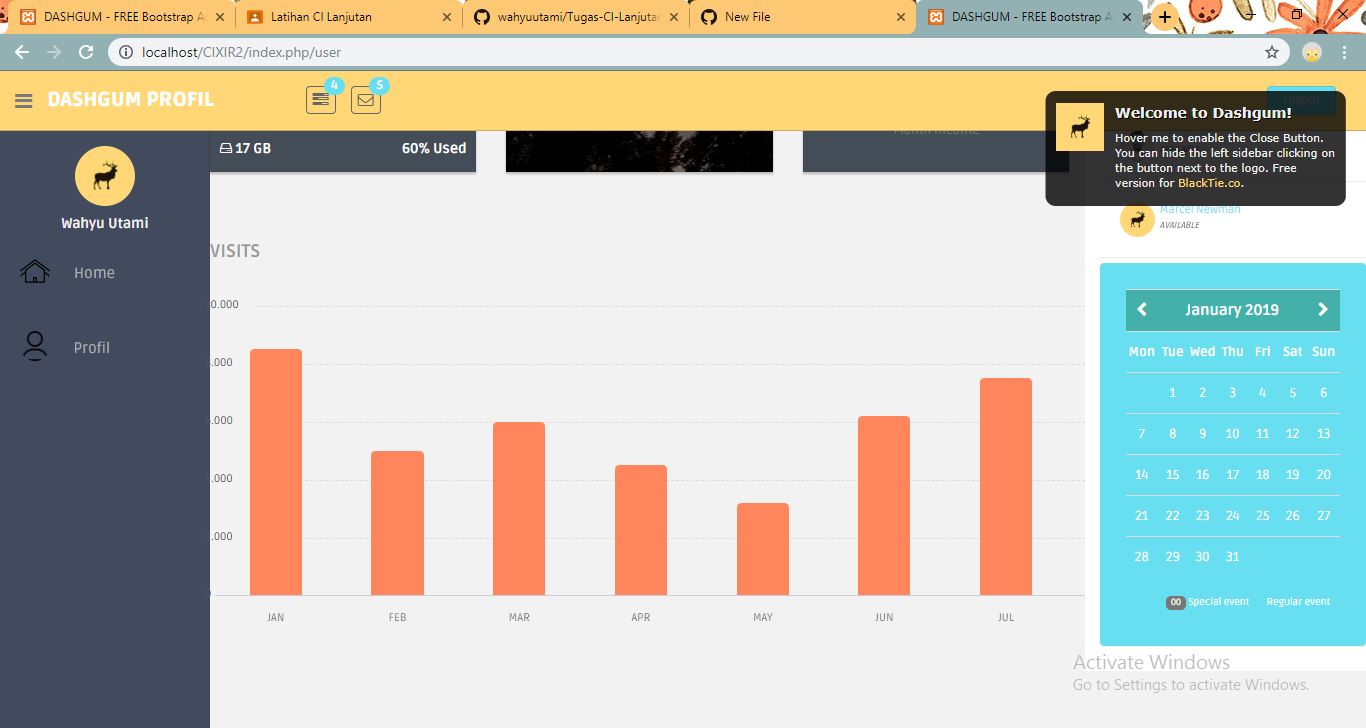 DASHGUM - FREE Bootstrap A
Latihan CI Lanjutan
wahyuutami/Tugas-CI-Lanjutan
New File
DASHGUM - FREE Bootstrap A
localhost/CIXIR2/index.php/user
DASHGUM PROFIL
4
5
Logout
Welcome to Dashgum!
Hover me to enable the Close Button.
You can hide the left sidebar clicking on
the button next to the logo. Free
version for BlackTie.co.
17 GB
60% Used
Month Income
Marcel Newman
AVAILABLE
Wahyu Utami
Home
Profil
VISITS
0.000
.000
.000
.000
.000
0
JAN FEB MAR APR MAY JUN JUL
January 2019
Mon Tue Wed Thu Fri Sat Sun
1 2 3 4 5 6
7 8 9 10 11 12 13
14 15 16 17 18 19 20
21 22 23 24 25 26 27
28 29 30 31
00 Special event Regular event
Activate Windows
Go to Settings to activate Windows.